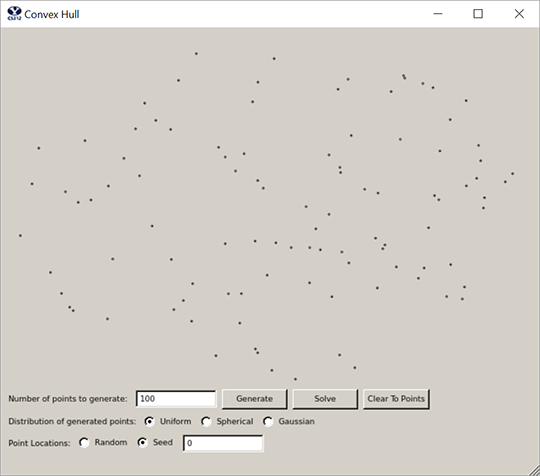 Convex Hull
Number of points to generate: 100 Generate Solve Clear To Points
Distribution of generated points: Uniform Spherical Gaussian
Point Locations: Random Seed 0